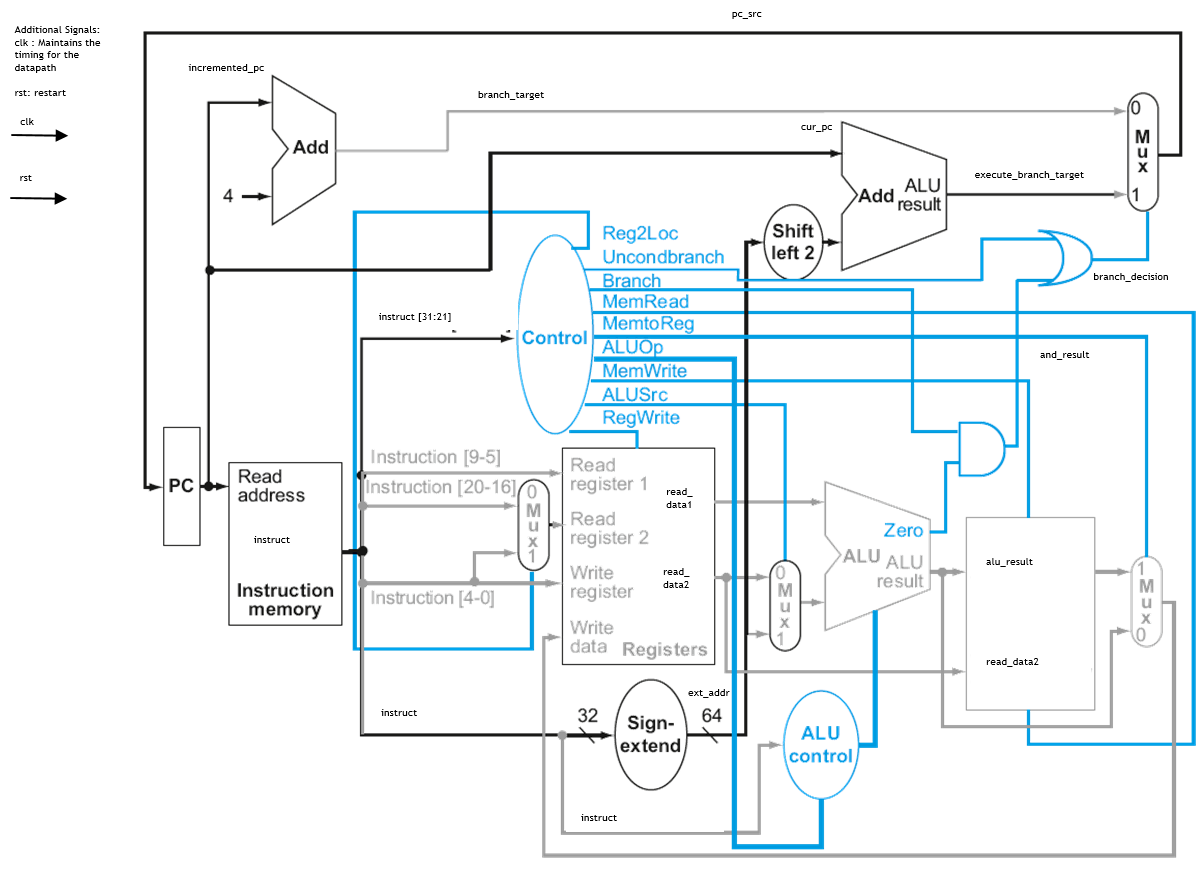 pc_src
Additional Signals:
clk : Maintains the
timing for the
datapath
rst: restart
clk
rst
incremented_pc
Add
4
branch_target
cur_pc
Add
ALU
result
execute_branch_target
0
Mux
1
Shift
left 2
branch_decision
Reg2Loc
Uncondbranch
Branch
MemRead
MemtoReg
ALUOp
MemWrite
ALUSrc
RegWrite
Control
instruct [31:21]
and_result
PC
Read
address
instruct
Instruction
memory
Instruction [9-5]
Instruction [20-16]
Instruction [4-0]
0
Mux
1
Read
register 1
Read
register 2
Write
register
Write
data
Registers
read_
data1
read_
data2
0
Mux
1
Zero
ALU
ALU
result
alu_result
read_data2
1
Mux
0
instruct
32
Sign-
extend
ext_addr
64
ALU
control
instruct